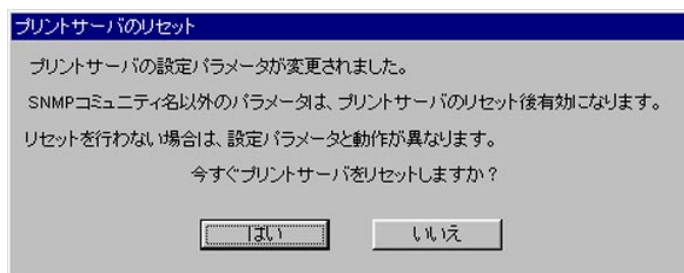 プリントサーバのリセット
プリントサーバの設定パラメータが変更されました。
SNMPコミュニティ名以外のパラメータは、プリントサーバのリセット後有効になります。
リセットを行わない場合は、設定パラメータと動作が異なります。
今すぐプリントサーバをリセットしますか？
はい いいえ